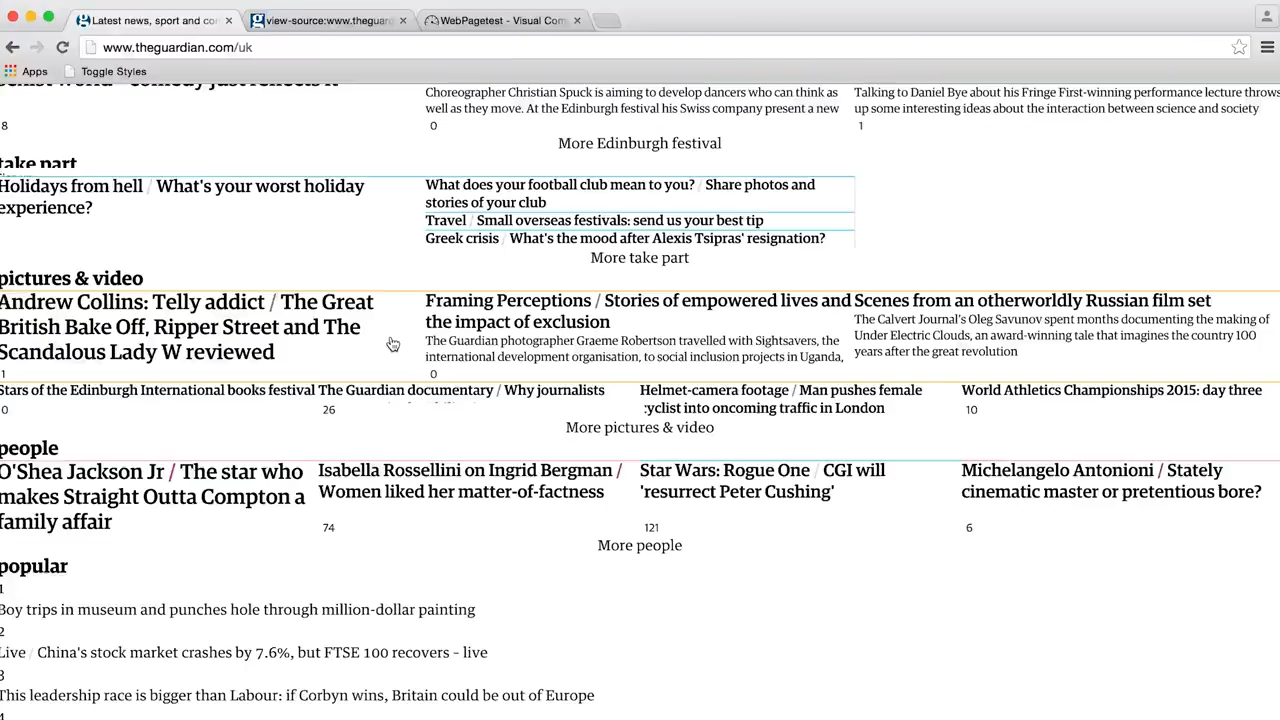 Latest news, sport and co
view-source:www.theguard
WebPagetest - Visual Com
www.theguardian.com/uk
Apps
Toggle Styles
world - comedy just reflects it
8
Choreographer Christian Spuck is aiming to develop dancers who can think as
well as they move. At the Edinburgh festival his Swiss company present a new
0
Talking to Daniel Bye about his Fringe First-winning performance lecture throws
up some interesting ideas about the interaction between science and society
1
More Edinburgh festival
take part
Holidays from hell / What's your worst holiday
experience?
What does your football club mean to you? / Share photos and
stories of your club
Travel / Small overseas festivals: send us your best tip
Greek crisis / What's the mood after Alexis Tsipras' resignation?
More take part
pictures & video
Andrew Collins: Telly addict / The Great
British Bake Off, Ripper Street and The
Scandalous Lady W reviewed
1
Framing Perceptions / Stories of empowered lives and
the impact of exclusion
The Guardian photographer Graeme Robertson travelled with Sightsavers, the
international development organisation, to social inclusion projects in Uganda,
0
Scenes from an otherworldly Russian film set
The Calvert Journal's Oleg Savunov spent months documenting the making of
Under Electric Clouds, an award-winning tale that imagines the country 100
years after the great revolution
Stars of the Edinburgh International books festival
0
The Guardian documentary / Why journalists
26
Helmet-camera footage / Man pushes female
cyclist into oncoming traffic in London
World Athletics Championships 2015: day three
10
More pictures & video
people
O'Shea Jackson Jr / The star who
makes Straight Outta Compton a
family affair
Isabella Rossellini on Ingrid Bergman /
Women liked her matter-of-factness
74
Star Wars: Rogue One / CGI will
'resurrect Peter Cushing'
121
Michelangelo Antonioni / Stately
cinematic master or pretentious bore?
6
More people
popular
1
Boy trips in museum and punches hole through million-dollar painting
2
Live / China's stock market crashes by 7.6%, but FTSE 100 recovers – live
3
This leadership race is bigger than Labour: if Corbyn wins, Britain could be out of Europe
4